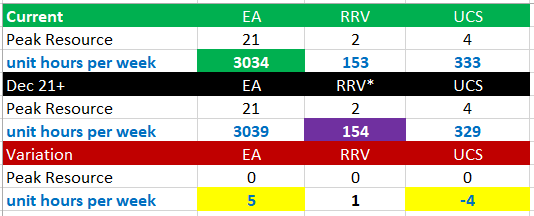 Current EA RRV UCS
Peak Resource 21 2 4
unit hours per week 3034 153 333
Dec 21+ EA RRV* UCS
Peak Resource 21 2 4
unit hours per week 3039 154 329
Variation EA RRV UCS
Peak Resource 0 0 0
unit hours per week 5 1 -4